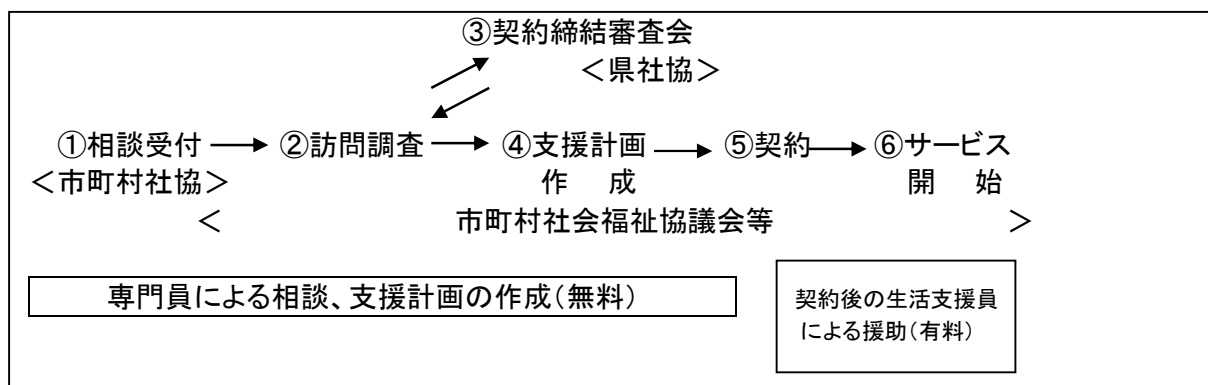 ③契約締結審査会
＜県社協＞
①相談受付 → ②訪問調査 → ④支援計画 → ⑤契約 → ⑥サービス
＜市町村社協＞ 作 成 開 始
＜ 市町村社会福祉協議会等 ＞
専門員による相談、支援計画の作成（無料）
契約後の生活支援員
による援助（有料）